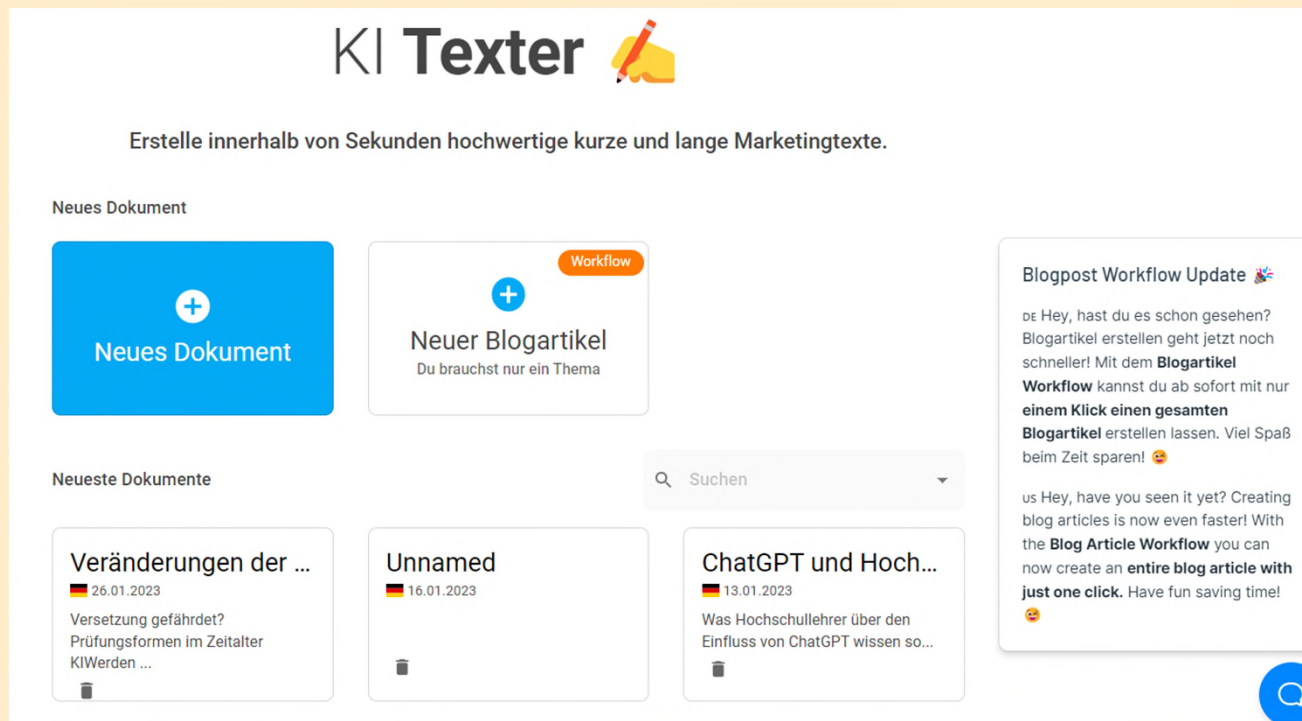 KI Texter
Erstelle innerhalb von Sekunden hochwertige kurze und lange Marketingtexte.
Neues Dokument
Neues Dokument
Workflow
Neuer Blogartikel
Du brauchst nur ein Thema
Neueste Dokumente
Suchen
Veränderungen der ...
26.01.2023
Versetzung gefährdet?
Prüfungsformen im Zeitalter
KIWerden ...
Unnamed
16.01.2023
ChatGPT und Hoch...
13.01.2023
Was Hochschullehrer über den
Einfluss von ChatGPT wissen so...
Blogpost Workflow Update 🎉
DE Hey, hast du es schon gesehen?
Blogartikel erstellen geht jetzt noch
schneller! Mit dem Blogartikel
Workflow kannst du ab sofort mit nur
einem Klick einen gesamten
Blogartikel erstellen lassen. Viel Spaß
beim Zeit sparen! 😜
US Hey, have you seen it yet? Creating
blog articles is now even faster! With
the Blog Article Workflow you can
now create an entire blog article with
just one click. Have fun saving time!
😜